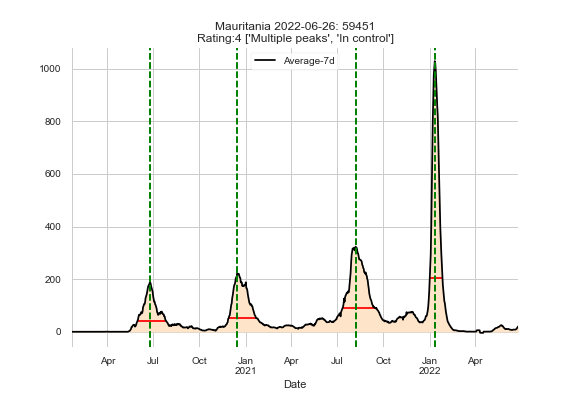 Mauritania 2022-06-26: 59451
Rating:4 ['Multiple peaks', 'In control']
Average-7d
1000
800
600
400
200
0
Apr Jul Oct Jan Apr Jul Oct Jan Apr
2021 2022
Date